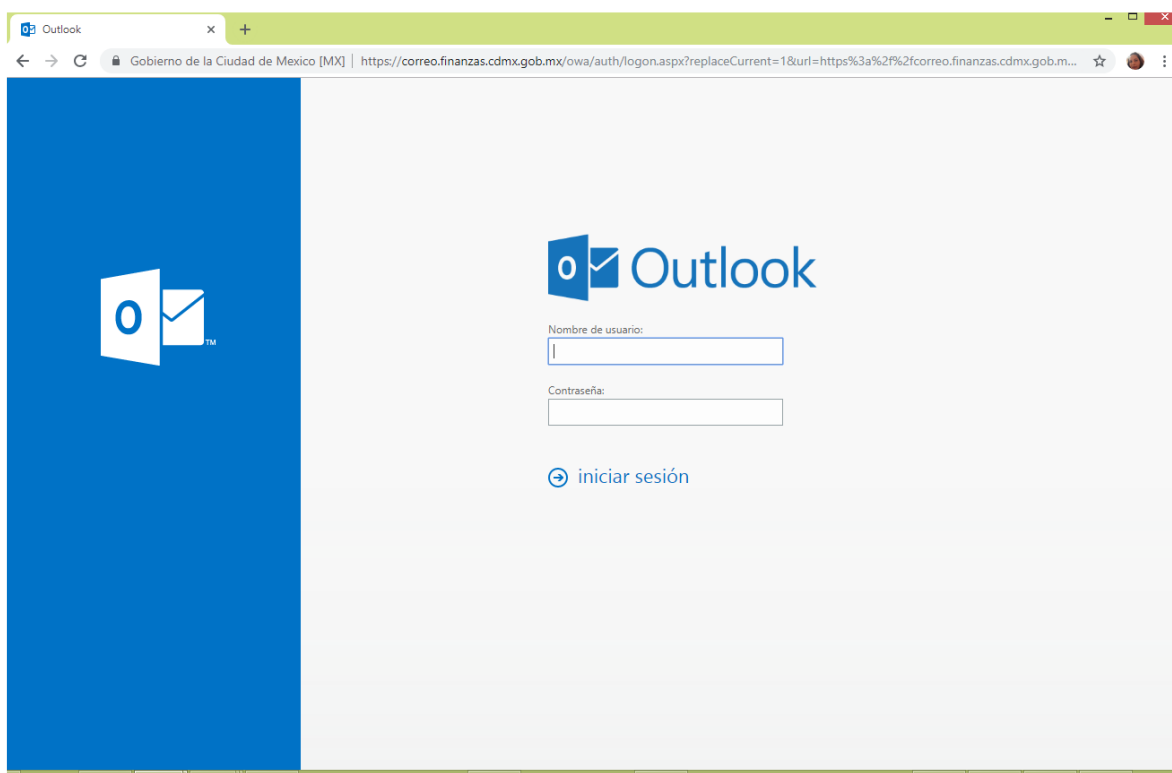 Outlook
Gobierno de la Ciudad de Mexico [MX] | https://correo.finanzas.cdmx.gob.mx/owa/auth/logon.aspx?replaceCurrent=1&url=https%3a%2f%2fcorreo.finanzas.cdmx.gob.m...
Outlook
Nombre de usuario:
Contraseña:
iniciar sesión
TM